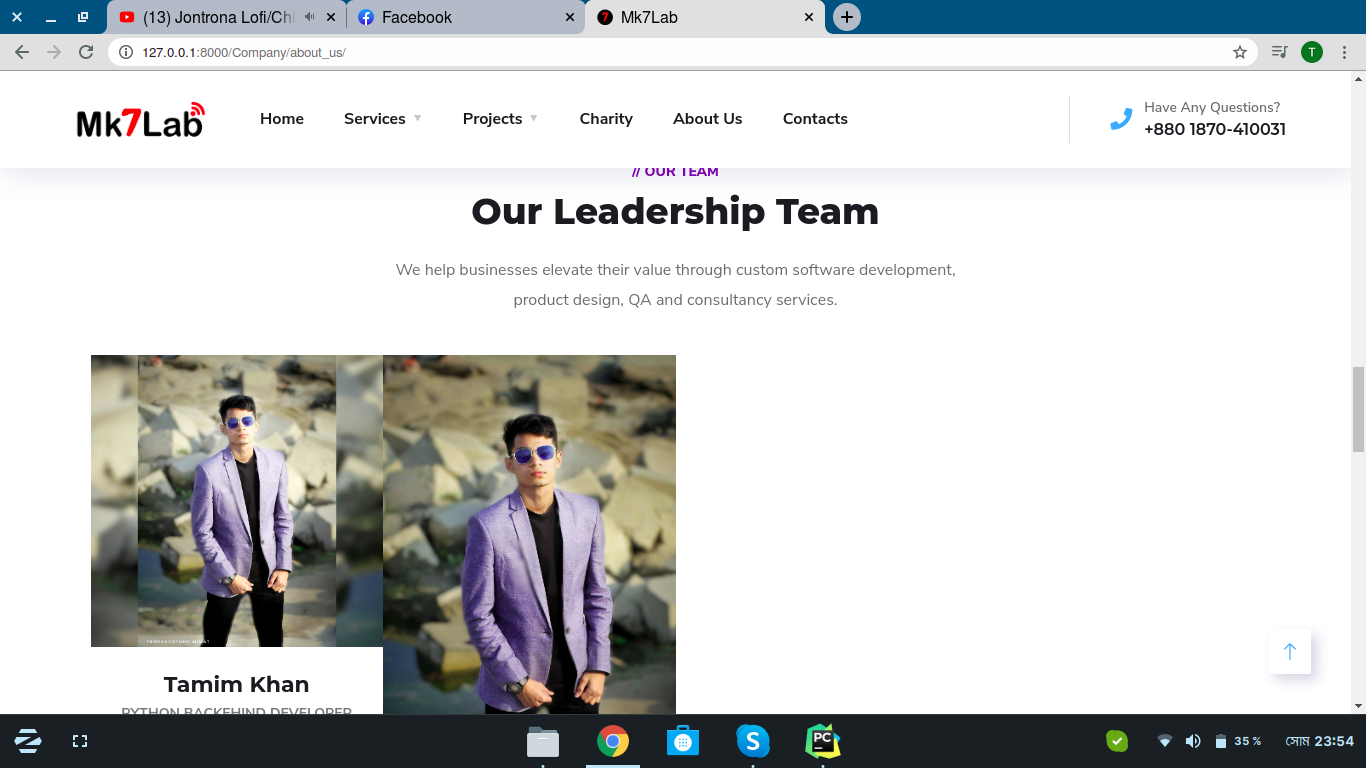 (13) Jontrona Lofi/Chi
Facebook
Mk7Lab
127.0.0.1:8000/Company/about_us/
T
Mk7Lab
Home
Services
Projects
Charity
About Us
Contacts
Have Any Questions?
+880 1870-410031
// OUR TEAM
Our Leadership Team
We help businesses elevate their value through custom software development,
product design, QA and consultancy services.
Tamim Khan
PYTHON BACKEHIND DEVELOPER
S
PC
35 %
সোম 23:54